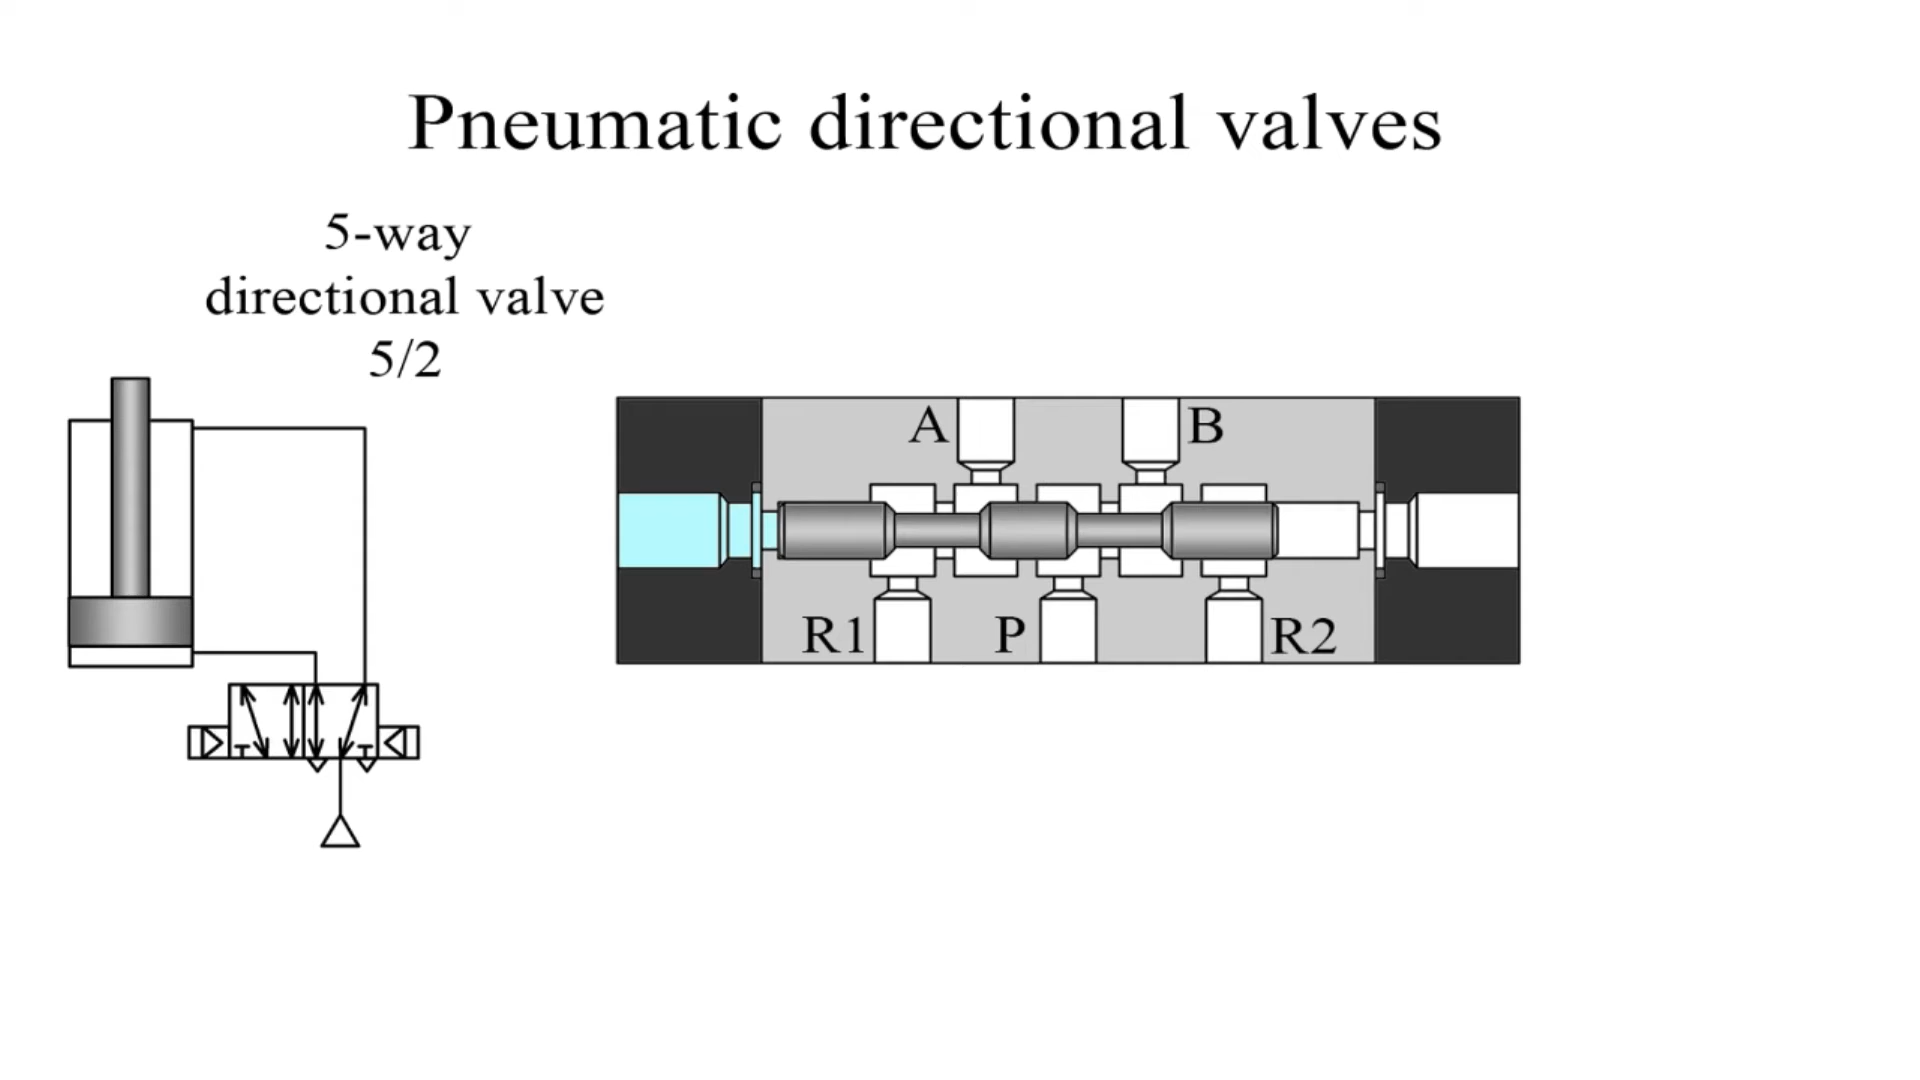 Pneumatic directional valves
5-way
directional valve
5/2
A
B
R1
P
R2